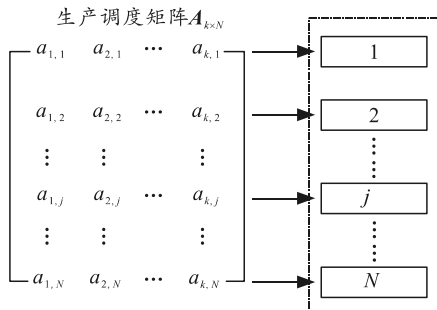 生产调度矩阵A_{k×N}
a_{1,1} a_{2,1} ⋯ a_{k,1} 1
a_{1,2} a_{2,2} ⋯ a_{k,2} 2
⋮ ⋮ ⋮ ⋮
a_{1,j} a_{2,j} ⋯ a_{k,j} j
⋮ ⋮ ⋮ ⋮
a_{1,N} a_{2,N} ⋯ a_{k,N} N